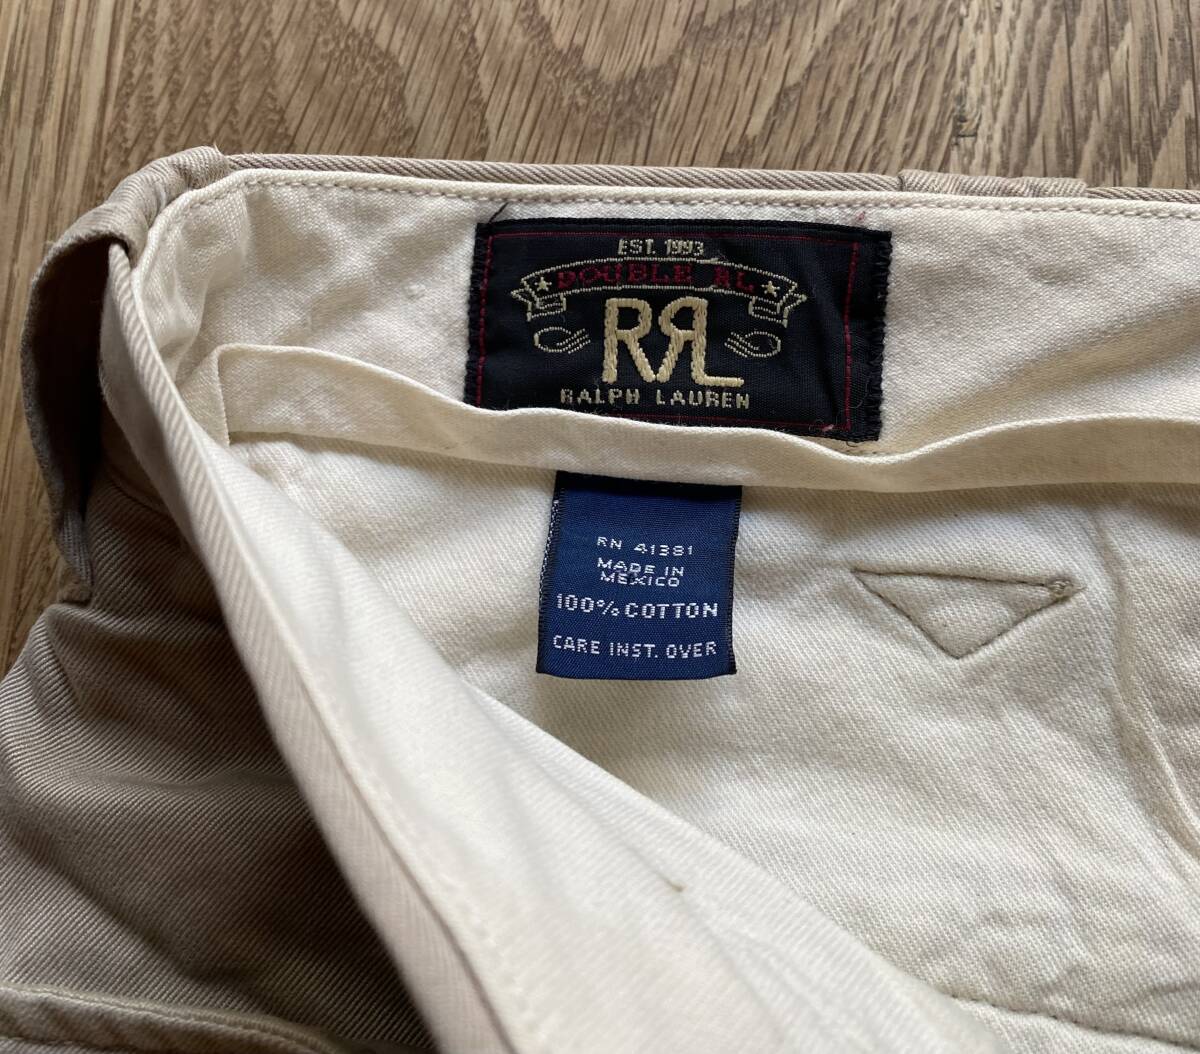 EST. 1993
DOUBLE RL
RRL
RALPH LAUREN
RN 41381
MADE IN
MEXICO
100% COTTON
CARE INST. OVER